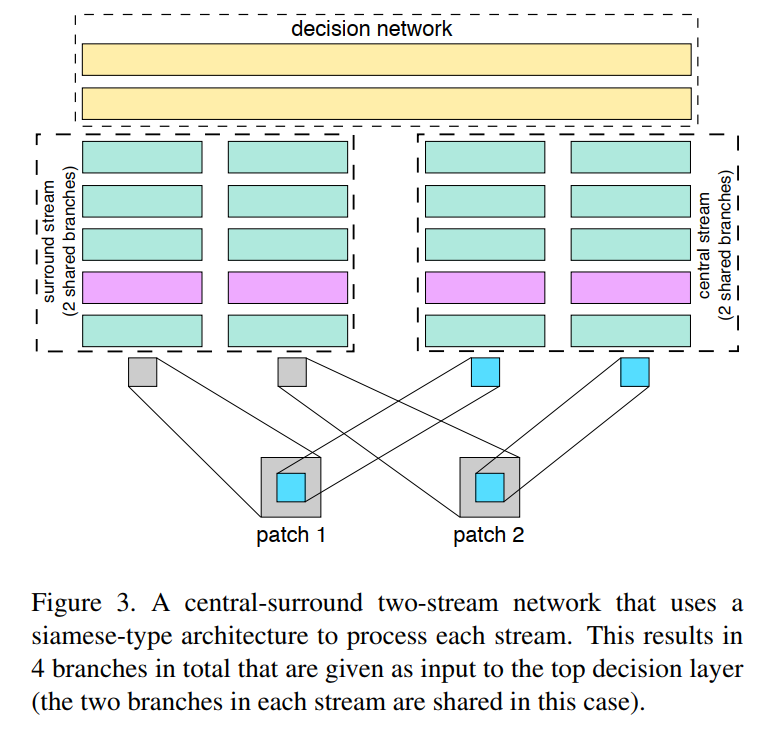 decision network
surround stream
(2 shared branches)
central stream
(2 shared branches)
patch 1
patch 2
Figure 3. A central-surround two-stream network that uses a
siamese-type architecture to process each stream. This results in
4 branches in total that are given as input to the top decision layer
(the two branches in each stream are shared in this case).